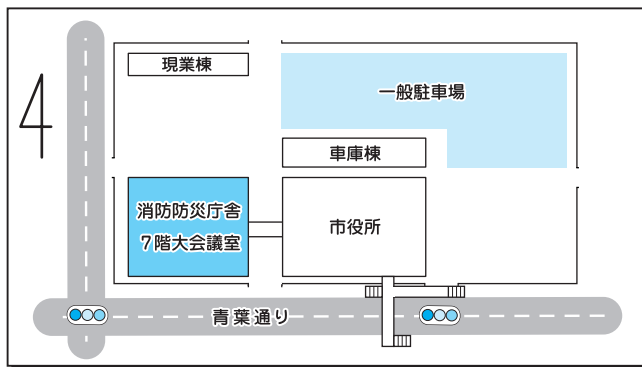 現業棟
一般駐車場
車庫棟
消防防災庁舎
7階大会議室
市役所
青葉通り